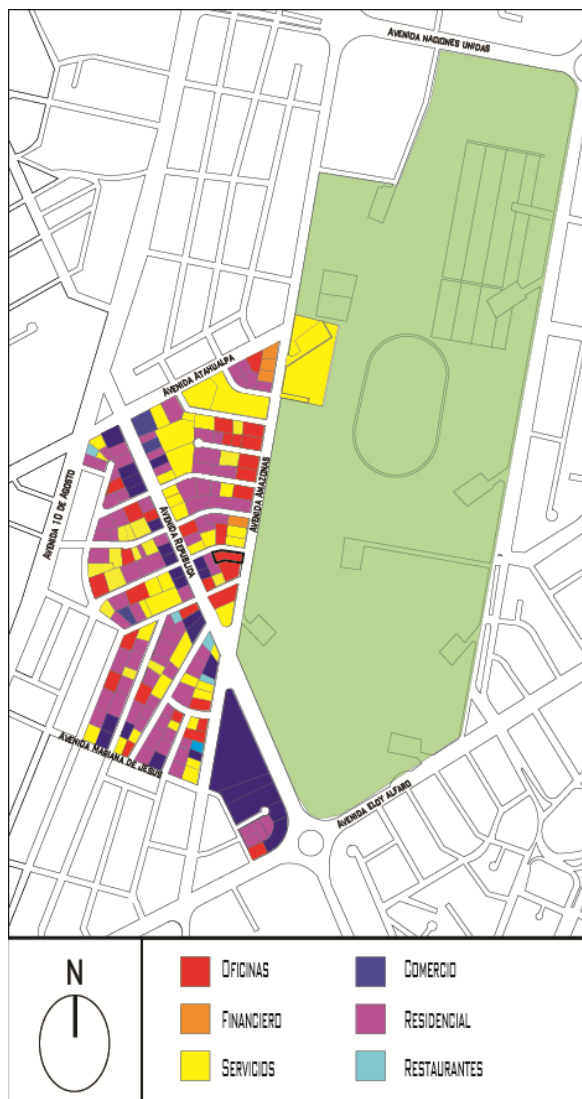 AVENIDA NACIONES UNIDAS
AVENIDA ATAHUALPA
AVENIDA 10 DE AGOSTO
AVENIDA AMAZONAS
AVENIDA REPUBLICA
AVENIDA MARIANA DE JESUS
AVENIDA ELOY ALFARO
N
OFICINAS
COMERCIO
FINANCIERO
RESIDENCIAL
SERVICIOS
RESTAURANTES